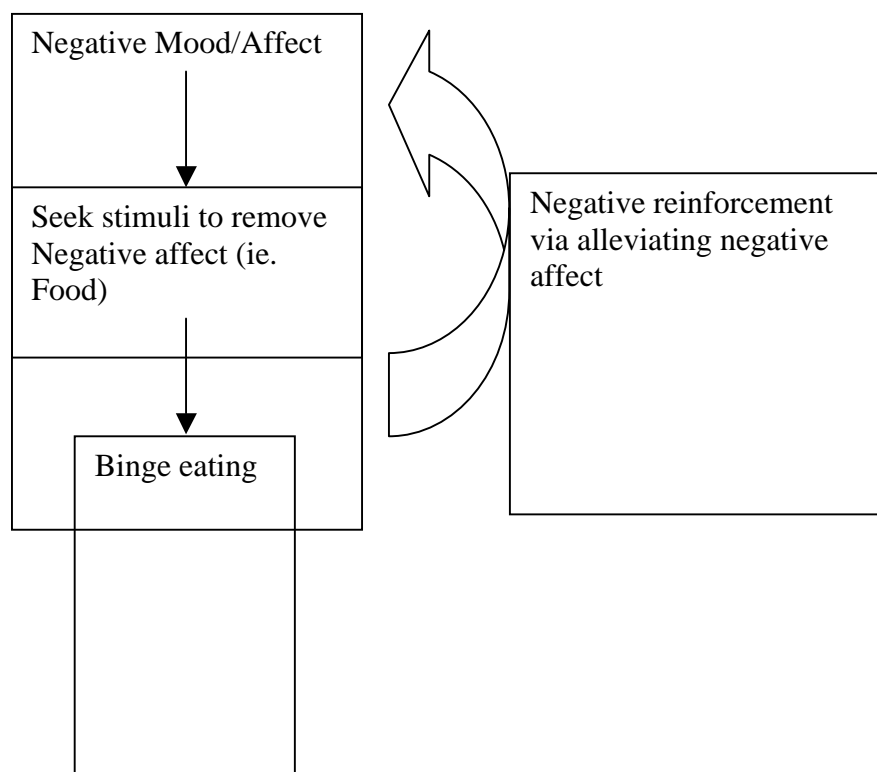 Negative Mood/Affect
Seek stimuli to remove
Negative affect (ie.
Food)
Binge eating
Negative reinforcement
via alleviating negative
affect